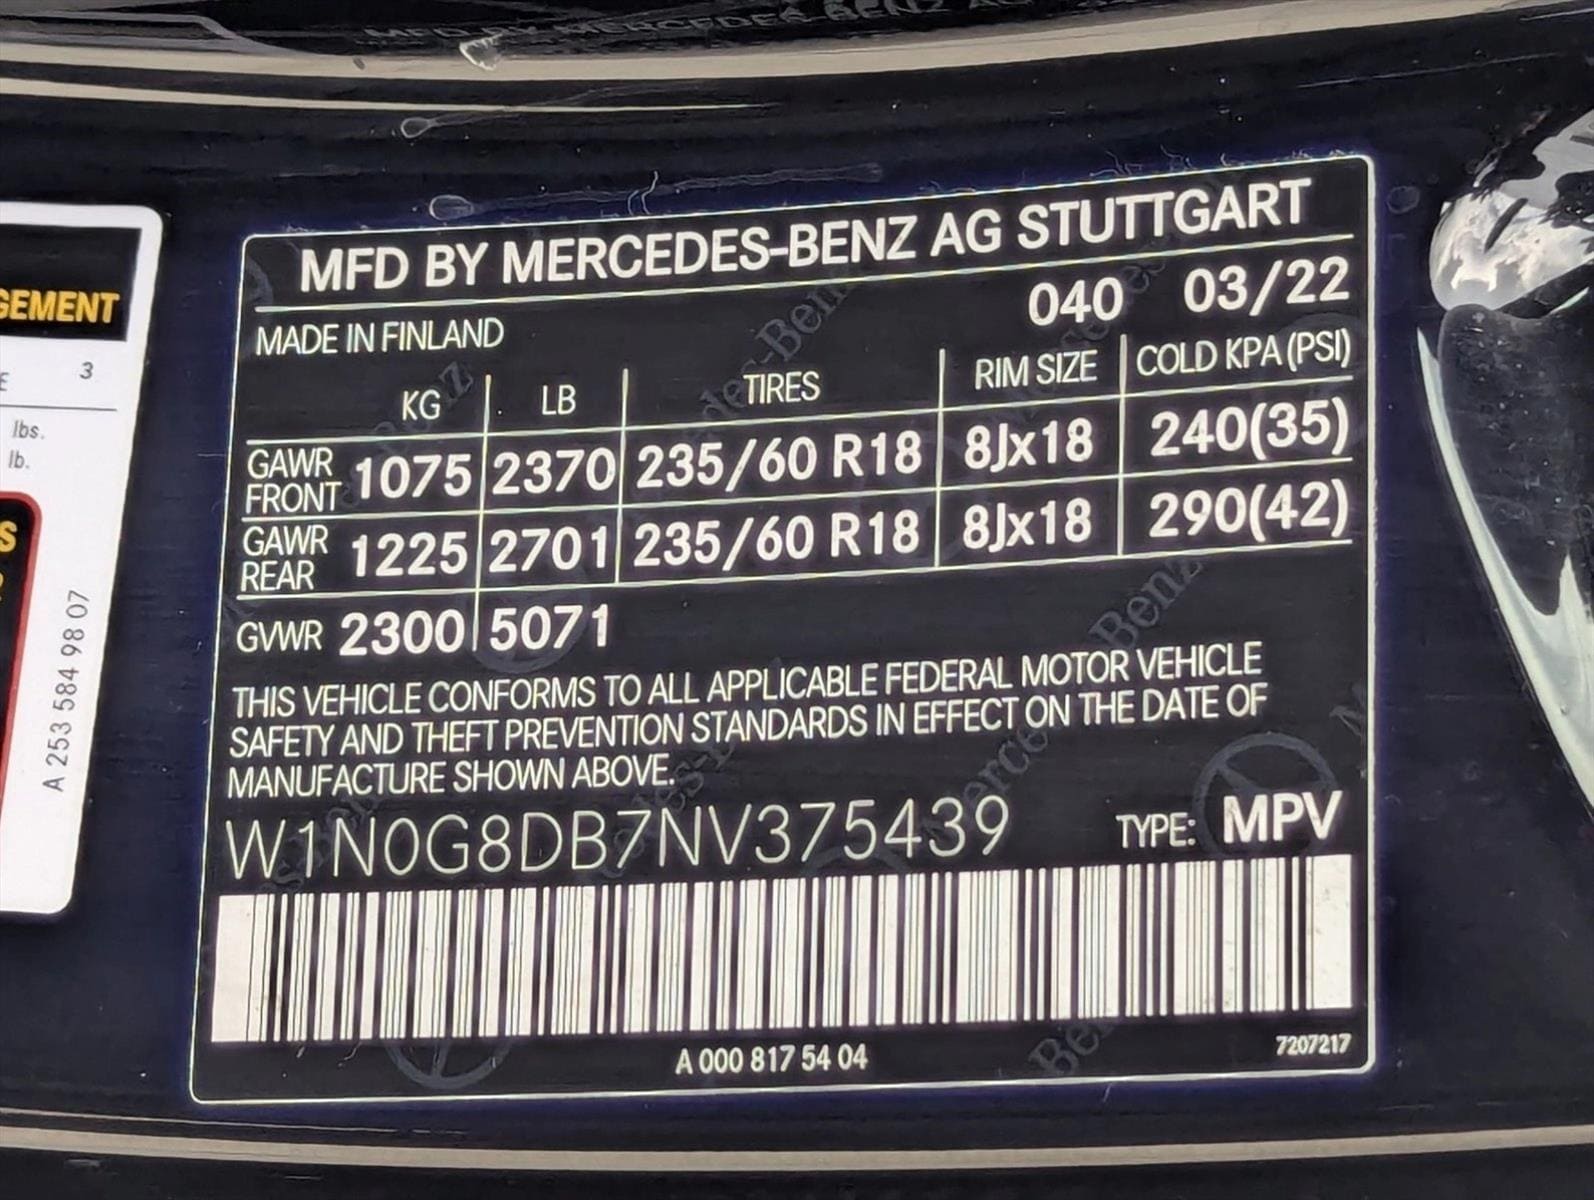 MFD BY MERCEDES-BENZ AG STUTTGART
MADE IN FINLAND 040 03/22
KG LB TIRES RIM SIZE COLD KPA (PSI)
GAWR FRONT 1075 2370 235/60 R18 8Jx18 240(35)
GAWR REAR 1225 2701 235/60 R18 8Jx18 290(42)
GVWR 2300 5071
THIS VEHICLE CONFORMS TO ALL APPLICABLE FEDERAL MOTOR VEHICLE
SAFETY AND THEFT PREVENTION STANDARDS IN EFFECT ON THE DATE OF
MANUFACTURE SHOWN ABOVE.
W1N0G8DB7NV375439 TYPE: MPV
A 000 817 54 04
7207217
GEMENT
E 3
lbs.
lb.
S
A 253 584 98 07